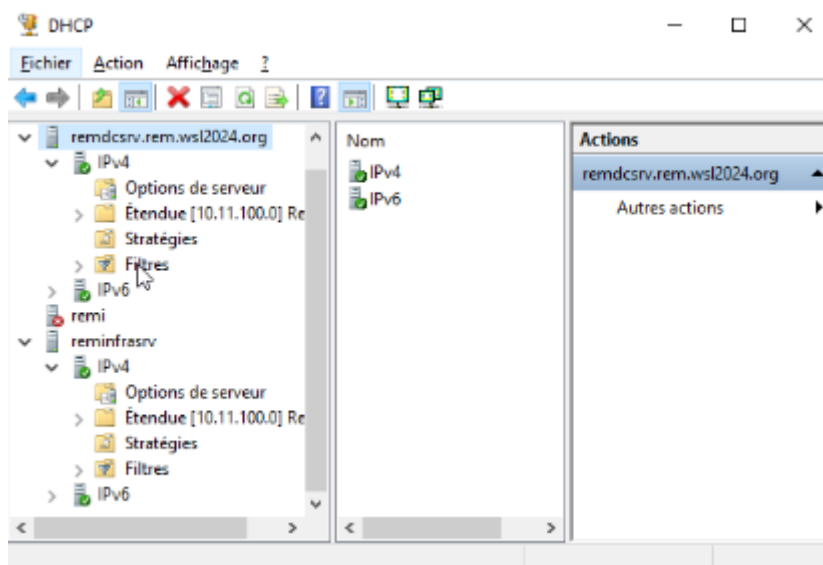 DHCP
Fichier Action Affichage ?
remdcsrv.rem.wsl2024.org
IPv4
Options de serveur
Étendue [10.11.100.0] Re
Stratégies
Filtres
IPv6
remi
reminfrasrv
IPv4
Options de serveur
Étendue [10.11.100.0] Re
Stratégies
Filtres
IPv6
Nom
IPv4
IPv6
Actions
remdcsrv.rem.wsl2024.org
Autres actions